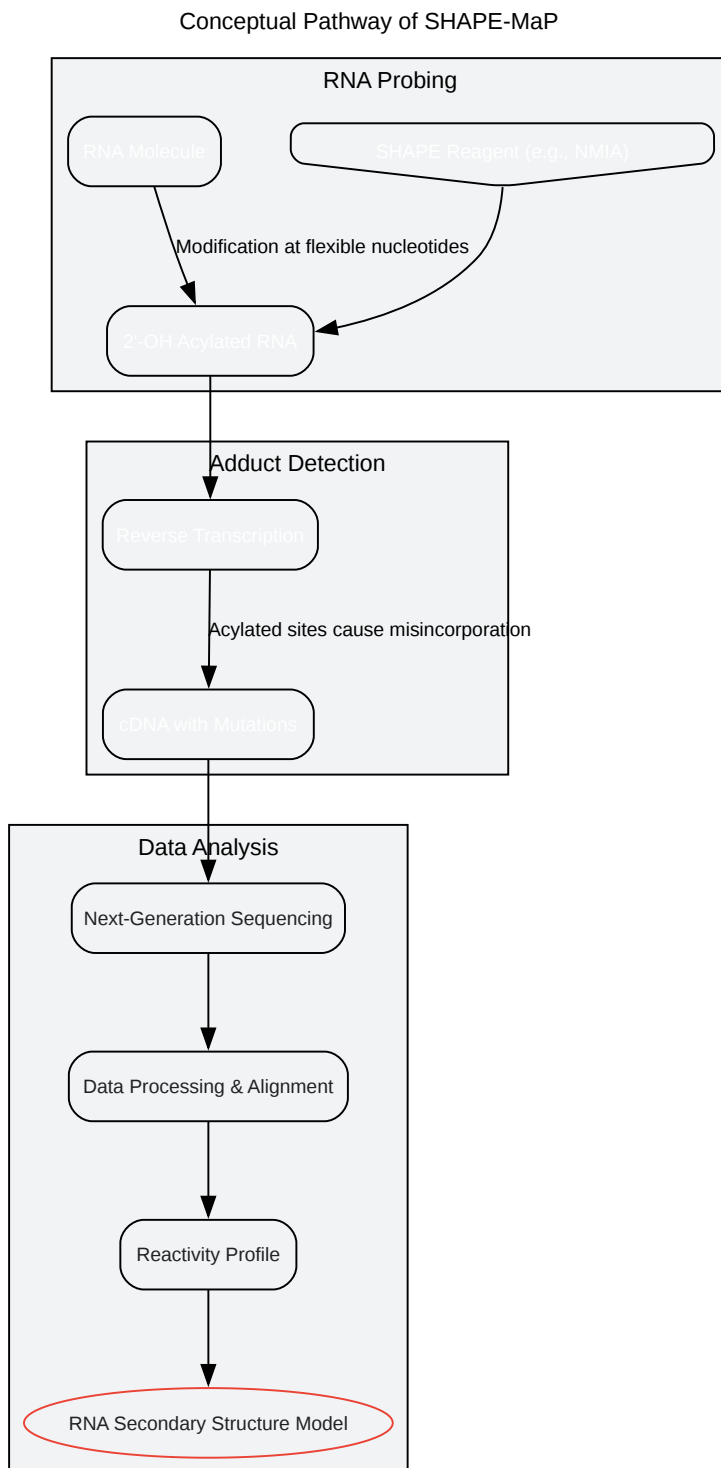 Conceptual Pathway of SHAPE-MaP
RNA Probing
RNA Molecule
SHAPE Reagent (e.g., NMIA)
Modification at flexible nucleotides
2'-OH Acylated RNA
Adduct Detection
Reverse Transcription
Acylated sites cause misincorporation
cDNA with Mutations
Data Analysis
Next-Generation Sequencing
Data Processing & Alignment
Reactivity Profile
RNA Secondary Structure Model